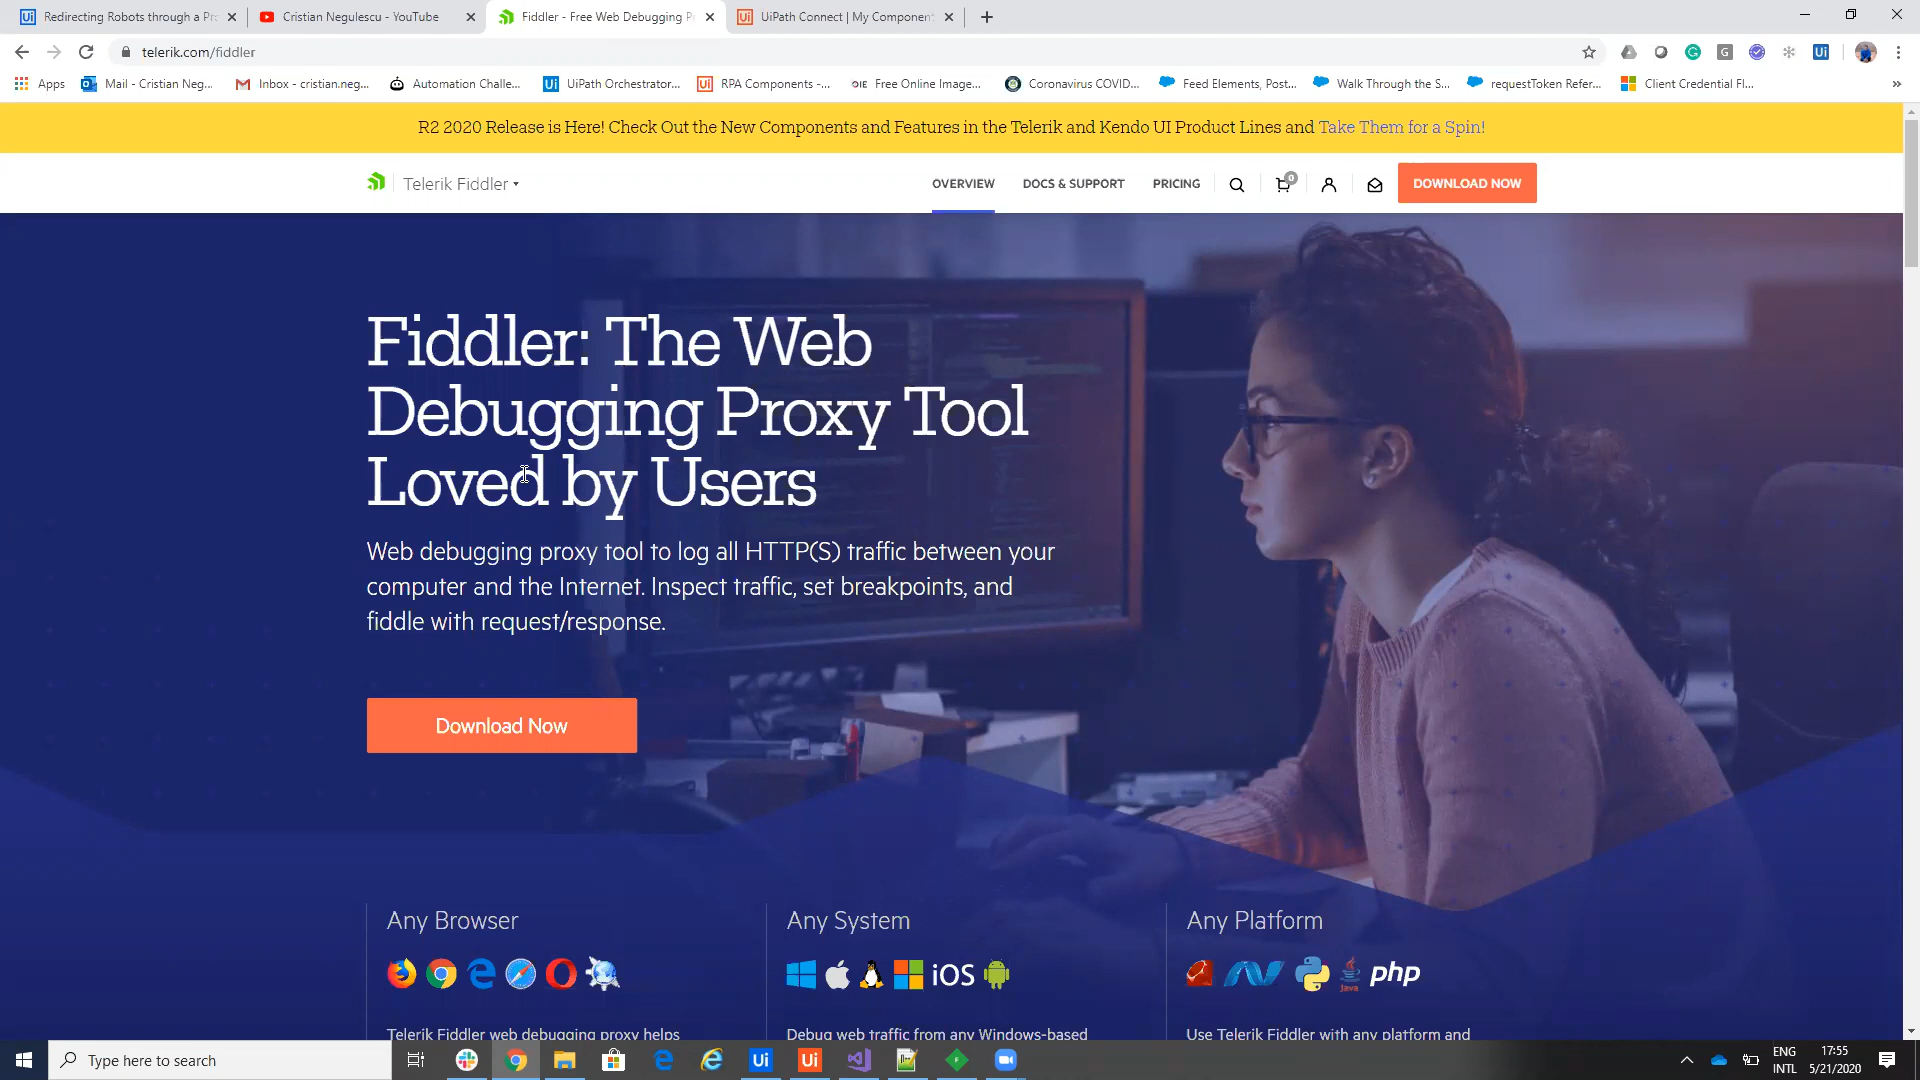 Redirecting Robots through a Pr
Cristian Negulescu - YouTube
Fiddler - Free Web Debugging P
UiPath Connect | My Component
telerik.com/fiddler
Apps
Mail - Cristian Neg...
Inbox - cristian.neg...
Automation Challe...
UiPath Orchestrator...
RPA Components -...
Free Online Image...
Coronavirus COVID...
Feed Elements, Post...
Walk Through the S...
requestToken Refer...
Client Credential Fl...
R2 2020 Release is Here! Check Out the New Components and Features in the Telerik and Kendo UI Product Lines and Take Them for a Spin!
Telerik Fiddler
OVERVIEW
DOCS & SUPPORT
PRICING
0
DOWNLOAD NOW
Fiddler: The Web
Debugging Proxy Tool
Loved by Users
Web debugging proxy tool to log all HTTP(S) traffic between your
computer and the Internet. Inspect traffic, set breakpoints, and
fiddle with request/response.
Download Now
Any Browser
Any System
Any Platform
iOS
Java
php
Telerik Fiddler web debugging proxy helps
Debug web traffic from any Windows-based
Use Telerik Fiddler with any platform and
Type here to search
ENG
INTL
17:55
5/21/2020